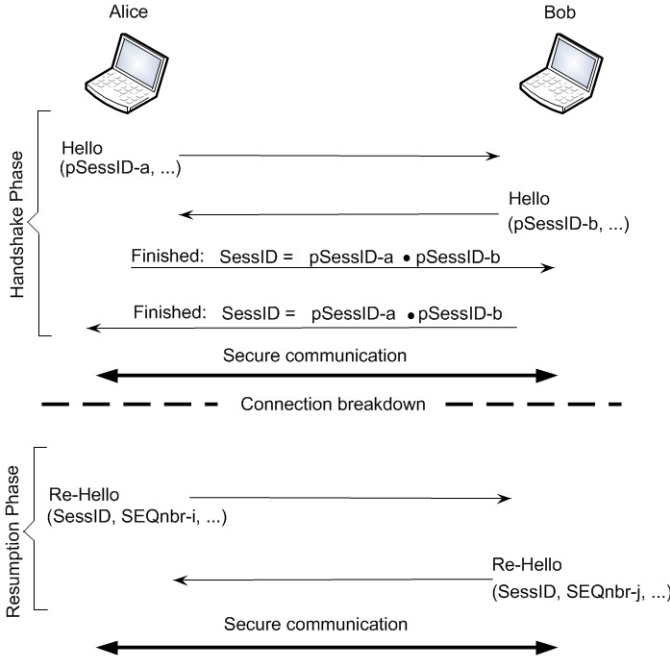 Alice
Bob
Handshake Phase
Hello
(pSessID-a, ...)
Hello
(pSessID-b, ...)
Finished: SessID = pSessID-a • pSessID-b
Finished: SessID = pSessID-a • pSessID-b
Secure communication
Connection breakdown
Resumption Phase
Re-Hello
(SessID, SEQnbr-i, ...)
Re-Hello
(SessID, SEQnbr-j, ...)
Secure communication